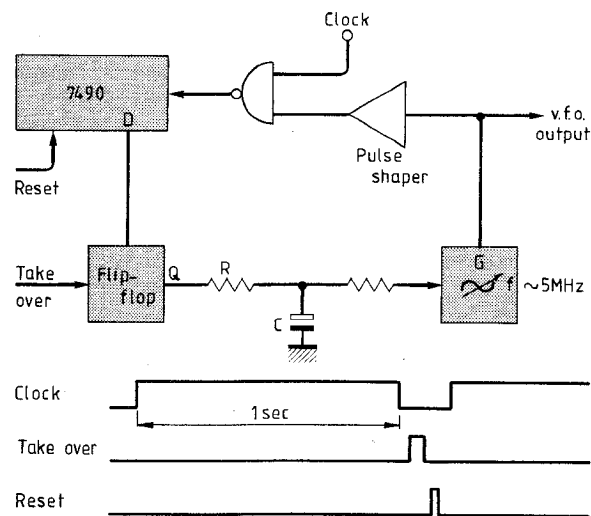 Clock
7490
D
v.f.o.
output
Pulse
shaper
Reset
Take
over
Flip-
flop
Q
R
G
f
~5MHz
C
Clock
1sec
Take over
Reset